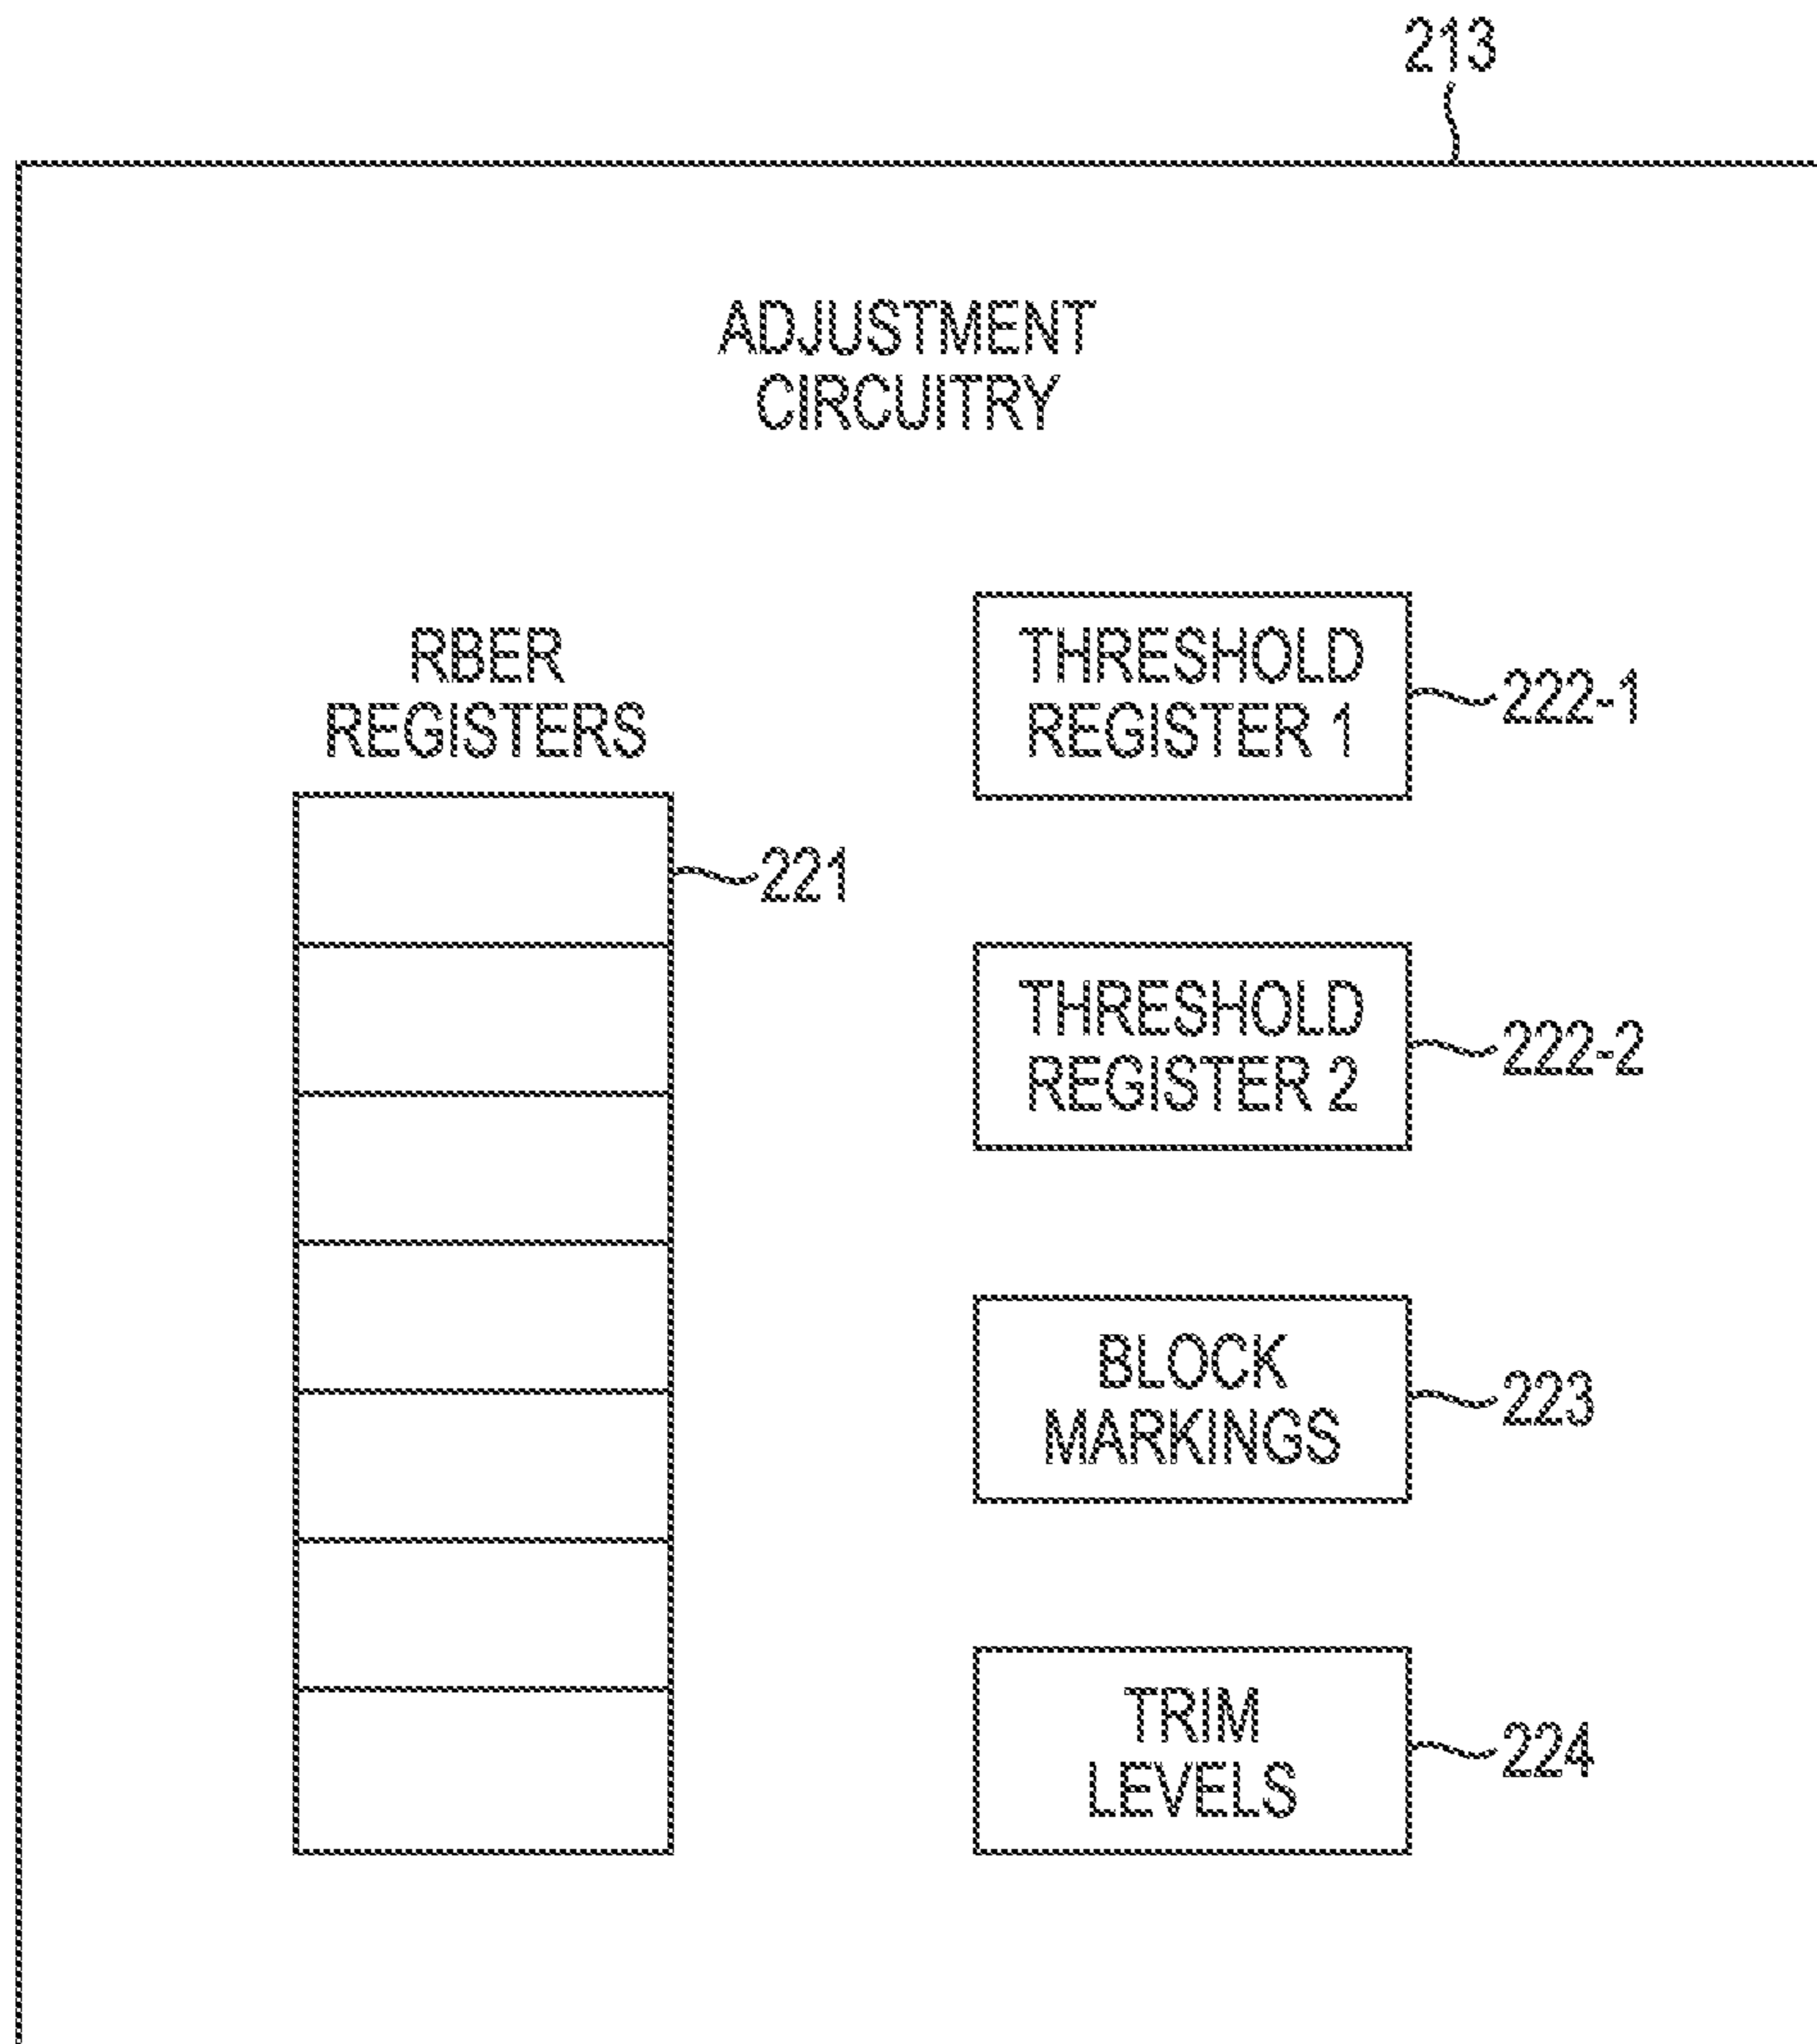 213
ADJUSTMENT
CIRCUITRY
RBER
REGISTERS
221
THRESHOLD
REGISTER 1
222-1
THRESHOLD
REGISTER 2
222-2
BLOCK
MARKINGS
223
TRIM
LEVELS
224